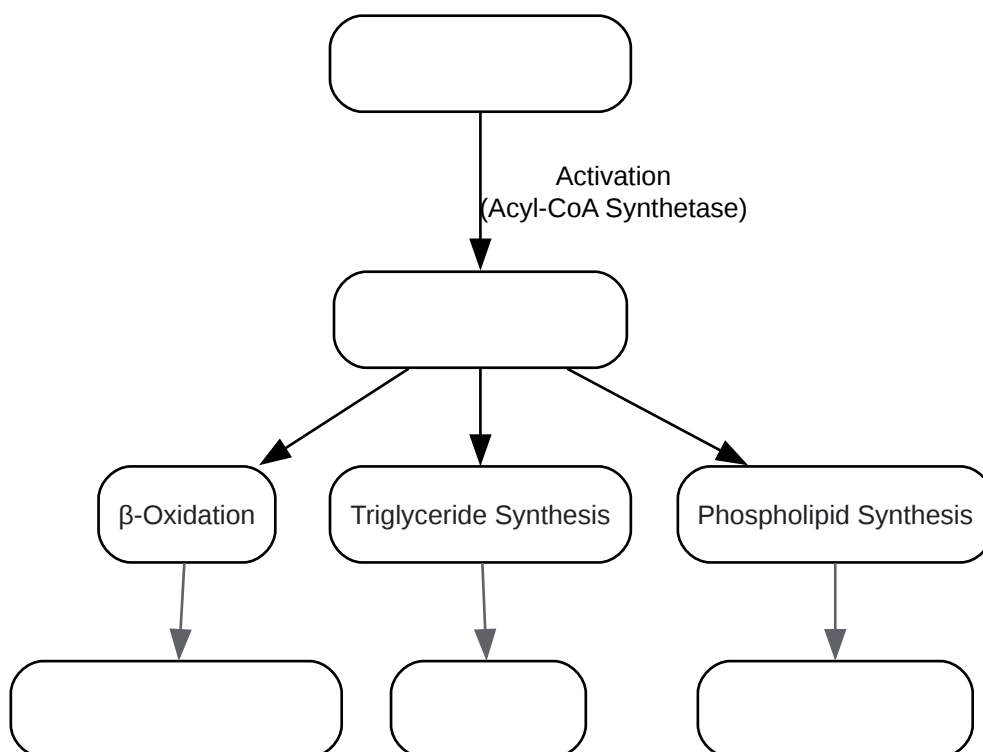 Activation
(Acyl-CoA Synthetase)
β-Oxidation
Triglyceride Synthesis
Phospholipid Synthesis